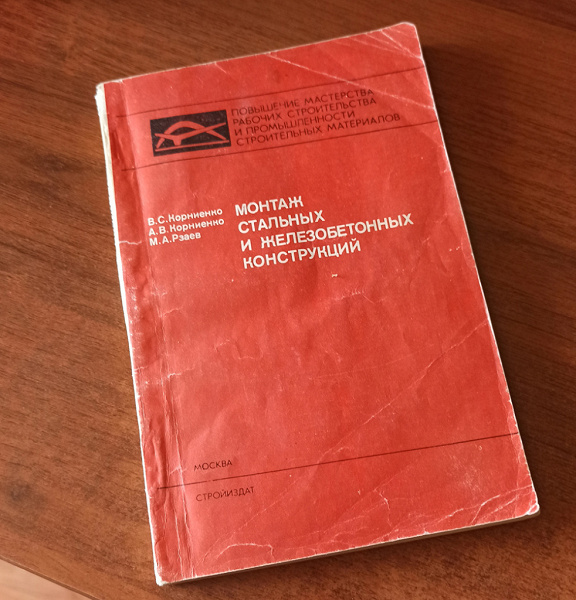 ПОВЫШЕНИЕ МАСТЕРСТВА
РАБОЧИХ СТРОИТЕЛЬСТВА
И ПРОМЫШЛЕННОСТИ
СТРОИТЕЛЬНЫХ МАТЕРИАЛОВ
В.С.Корниенко
А.В.Корниенко
М.А.Рзаев
МОНТАЖ
СТАЛЬНЫХ
И ЖЕЛЕЗОБЕТОННЫХ
КОНСТРУКЦИЙ
МОСКВА
СТРОЙИЗДАТ